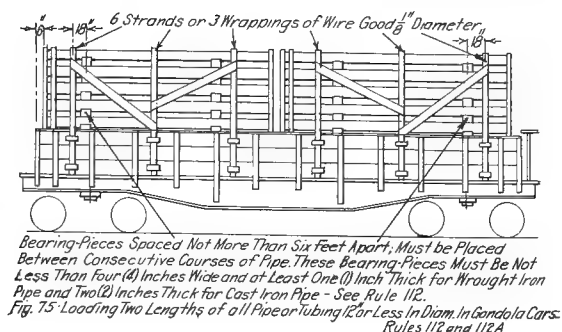 6 Strands or 3 Wrappings of Wire Good 1/8" Diameter
6" 18" 18"
Bearing-Pieces Spaced Not More Than Six Feet Apart; Must be Placed
Between Consecutive Courses of Pipe. These Bearing-Pieces Must Be Not
Less Than Four (4) Inches Wide and at Least One (1) Inch Thick for Wrought Iron
Pipe and Two (2) Inches Thick for Cast Iron Pipe - See Rule 112.
Fig. 75 - Loading Two Lengths of all Pipe or Tubing 12" or Less In Diam. In Gondola Cars-
Rules 112 and 112A